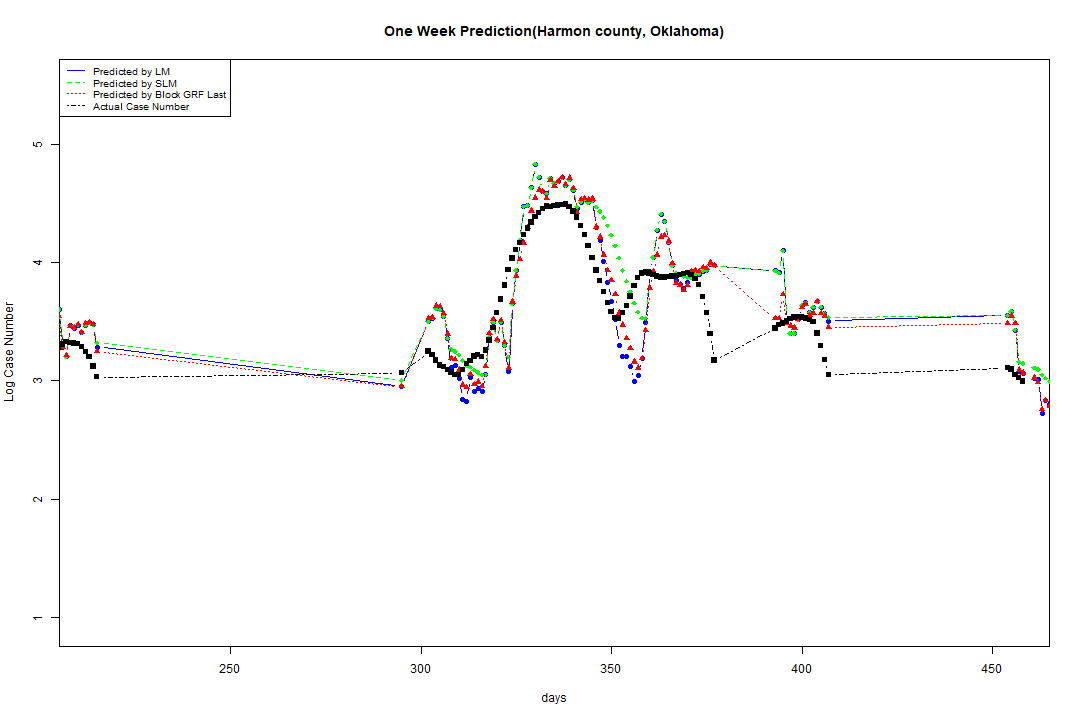 One Week Prediction(Harmon county, Oklahoma)
Predicted by LM
Predicted by SLM
Predicted by Block GRF Last
Actual Case Number
5
4
3
2
1
Log Case Number
250 300 350 400 450
days